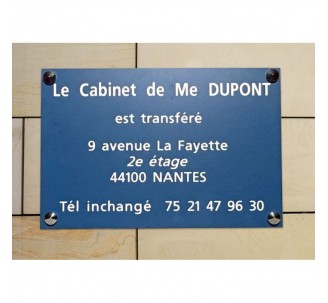 Le Cabinet de Me DUPONT
est transféré
9 avenue La Fayette
2e étage
44100 NANTES
Tél inchangé 75 21 47 96 30